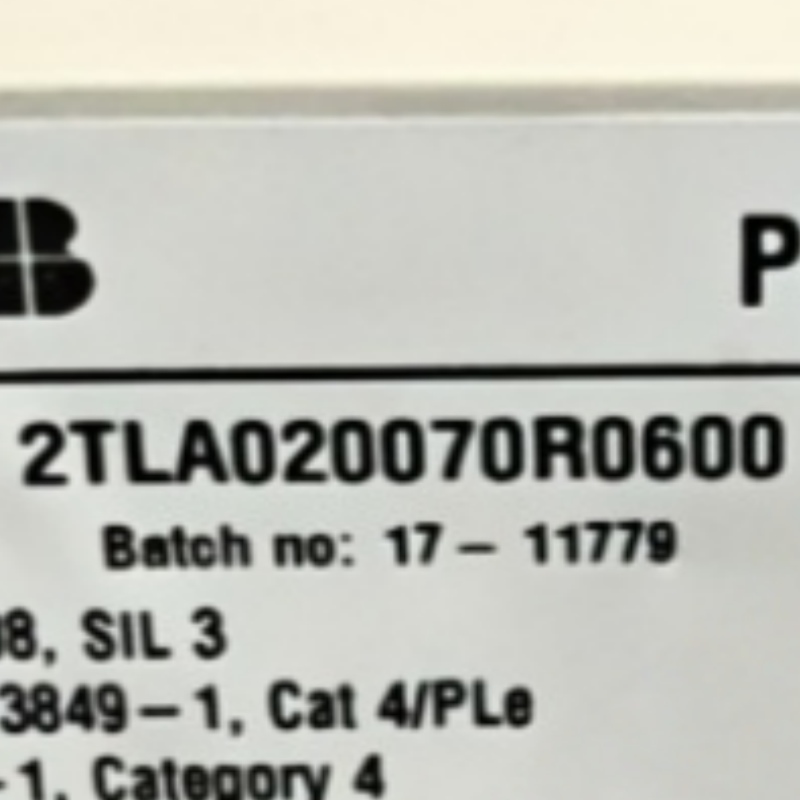 B P
2TLA020070R0600
Batch no: 17 – 11779
8, SIL 3
3849–1, Cat 4/PLe
-1, Category 4